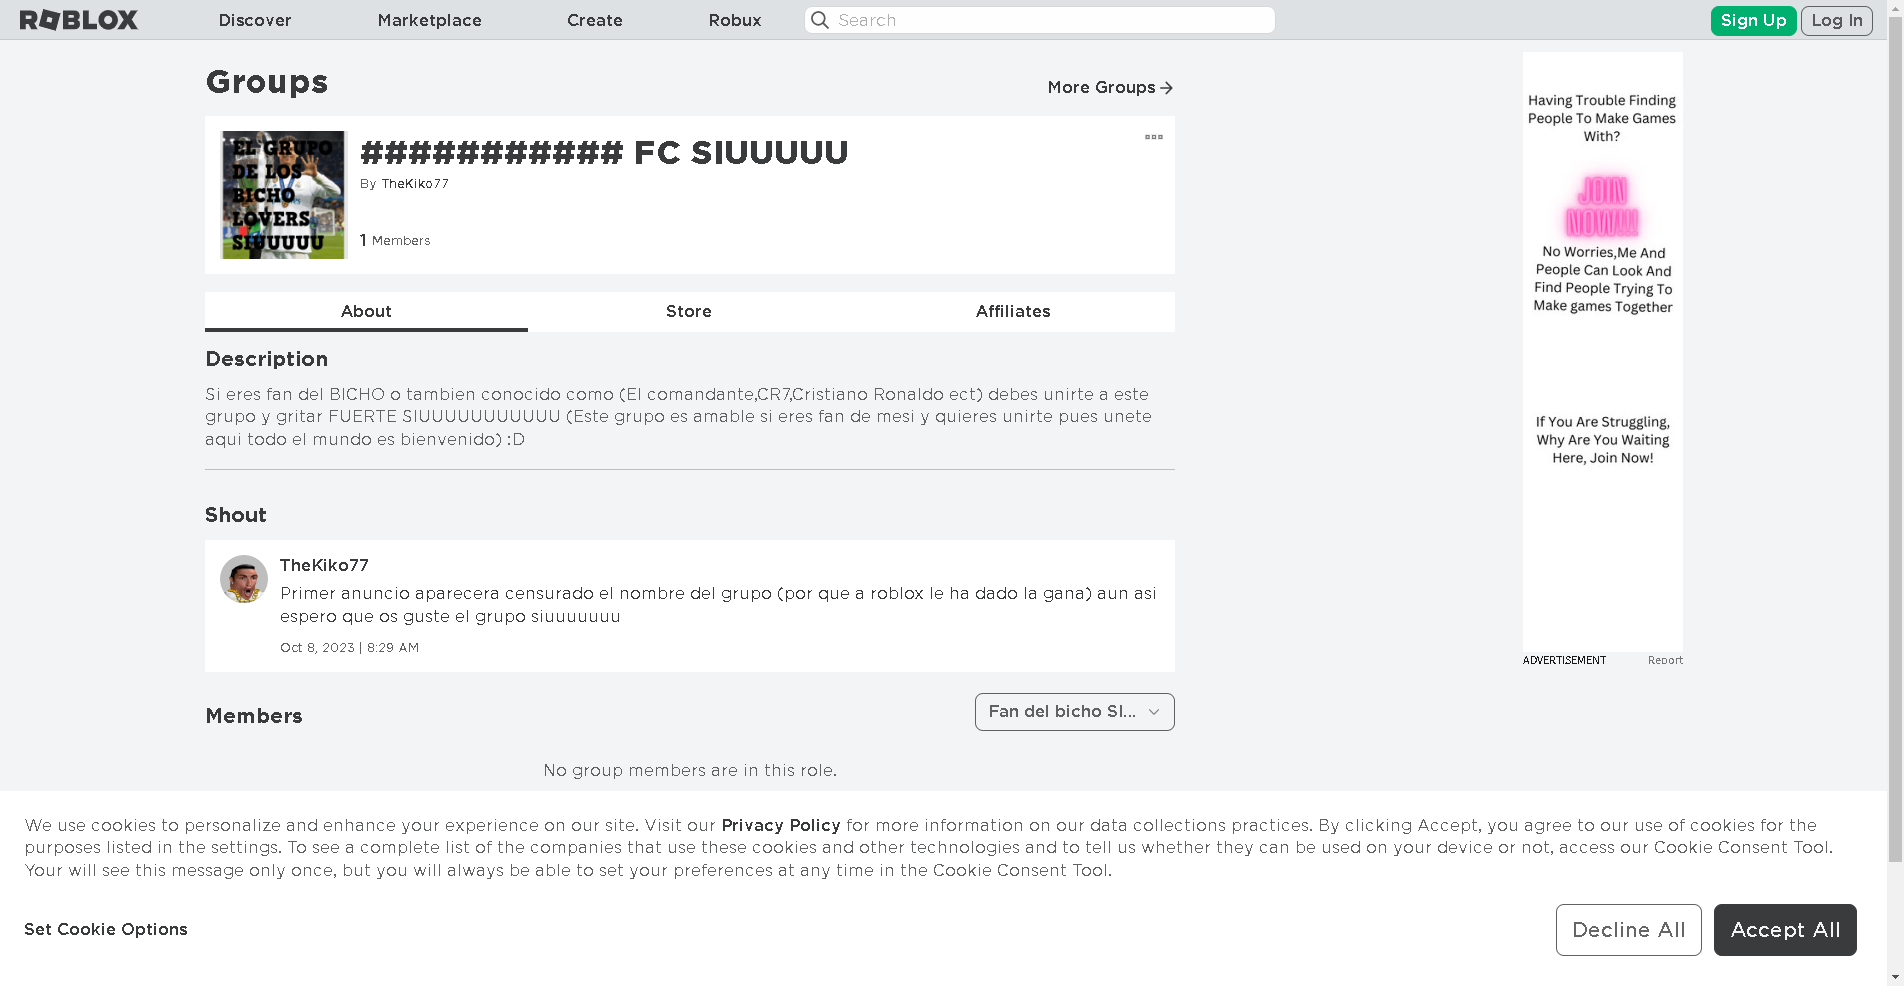 ROBLOX
Discover
Marketplace
Create
Robux
Search
Sign Up
Log In
Groups
More Groups
EL GRUPO
DE LOS
BICHO
LOVERS
SIUUUUU
########### FC SIUUUUU
By TheKiko77
1 Members
About
Store
Affiliates
Description
Si eres fan del BICHO o tambien conocido como (El comandante,CR7,Cristiano Ronaldo ect) debes unirte a este
grupo y gritar FUERTE SIUUUUUUUUUUU (Este grupo es amable si eres fan de mesi y quieres unirte pues unete
aqui todo el mundo es bienvenido) :D
Shout
TheKiko77
Primer anuncio aparecera censurado el nombre del grupo (por que a roblox le ha dado la gana) aun asi
espero que os guste el grupo siuuuuuuu
Oct 8, 2023 | 8:29 AM
Members
Fan del bicho SI...
No group members are in this role.
Having Trouble Finding
People To Make Games
With?
JOIN
NOW!!!
No Worries,Me And
People Can Look And
Find People Trying To
Make games Together
If You Are Struggling,
Why Are You Waiting
Here, Join Now!
ADVERTISEMENT
Report
We use cookies to personalize and enhance your experience on our site. Visit our Privacy Policy for more information on our data collections practices. By clicking Accept, you agree to our use of cookies for the
purposes listed in the settings. To see a complete list of the companies that use these cookies and other technologies and to tell us whether they can be used on your device or not, access our Cookie Consent Tool.
Your will see this message only once, but you will always be able to set your preferences at any time in the Cookie Consent Tool.
Set Cookie Options
Decline All
Accept All